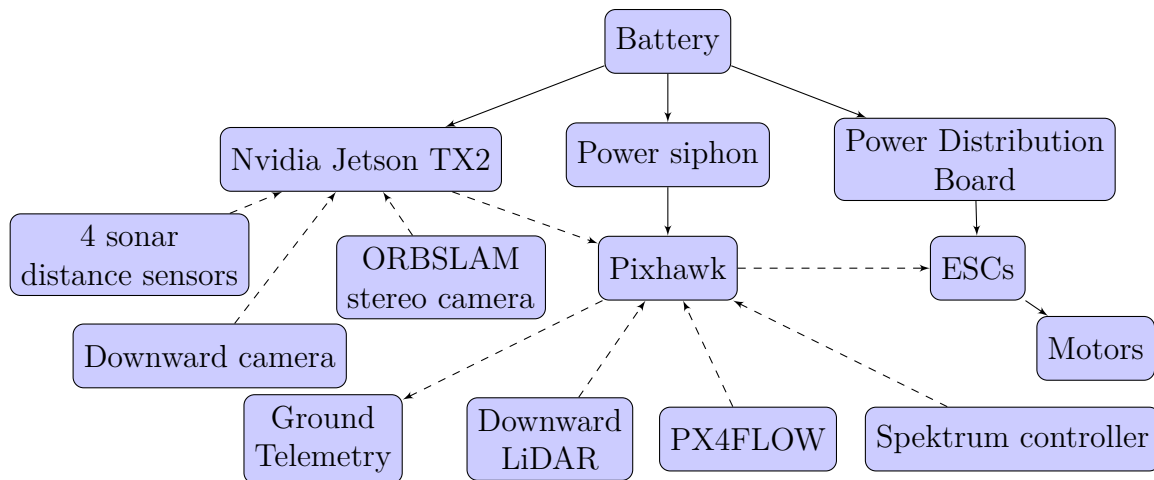 Battery
Nvidia Jetson TX2
Power siphon
Power Distribution
Board
4 sonar
distance sensors
ORBSLAM
stereo camera
Pixhawk
ESCs
Downward camera
Motors
Ground
Telemetry
Downward
LiDAR
PX4FLOW
Spektrum controller